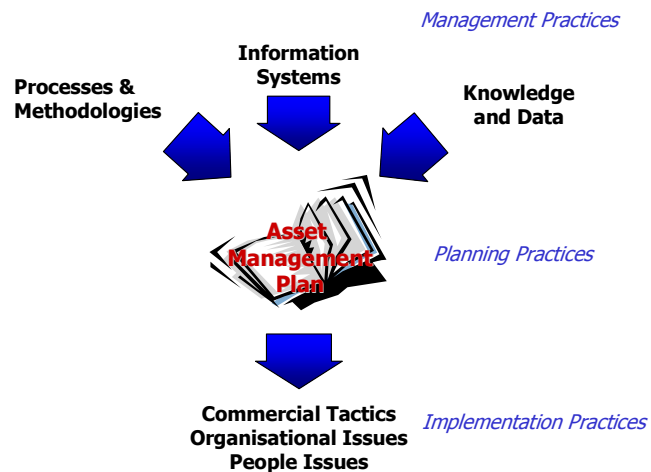 Management Practices
Information
Systems
Processes &
Methodologies
Knowledge
and Data
Asset
Management
Plan
Planning Practices
Commercial Tactics
Organisational Issues
People Issues
Implementation Practices